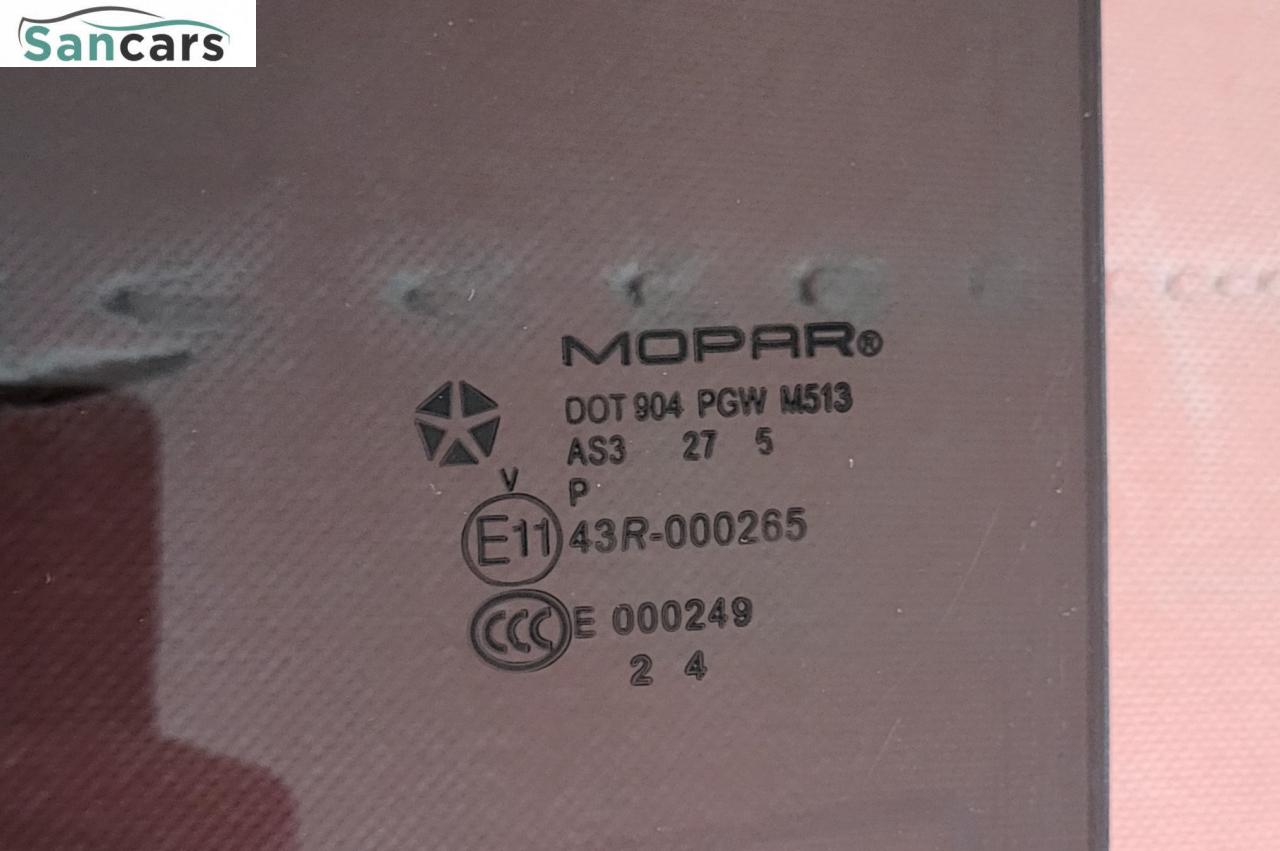 Sancars
MOPAR®
DOT 904 PGW M513
AS3 27 5
V P
E11 43R-000265
CCC E 000249
2 4